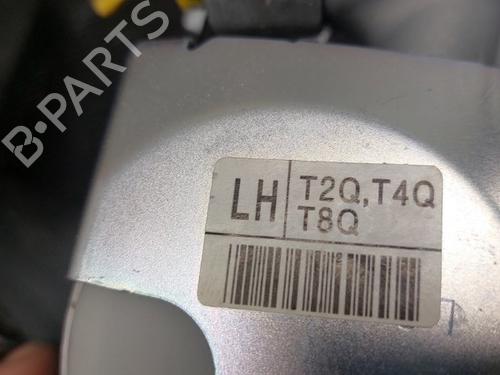 B-PARTS
LH
T2Q, T4Q
T8Q